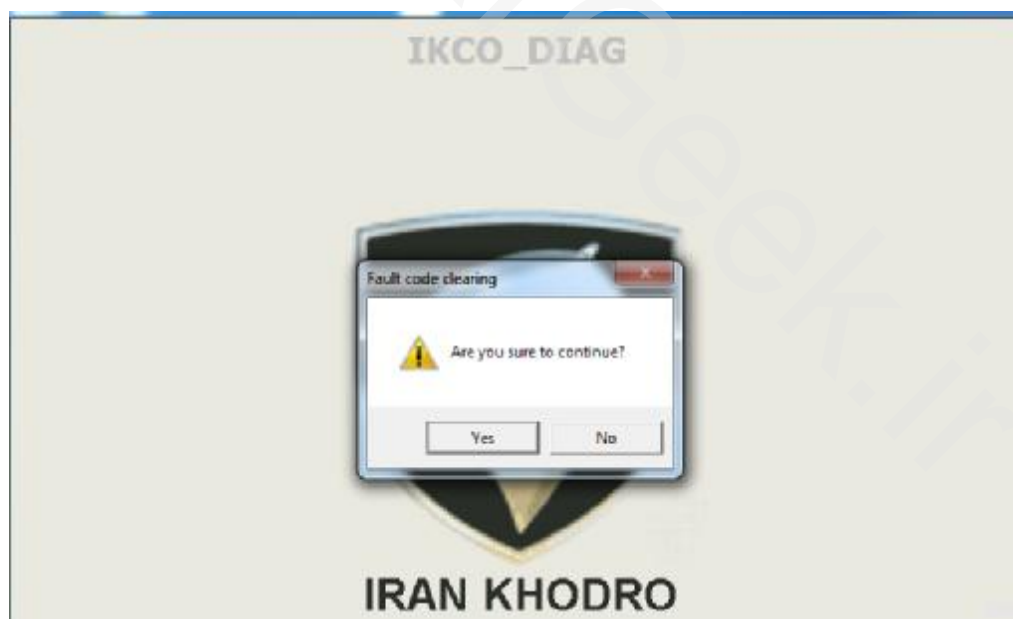 IKCO_DIAG
Fault code clearing
Are you sure to continue?
Yes
No
IRAN KHODRO